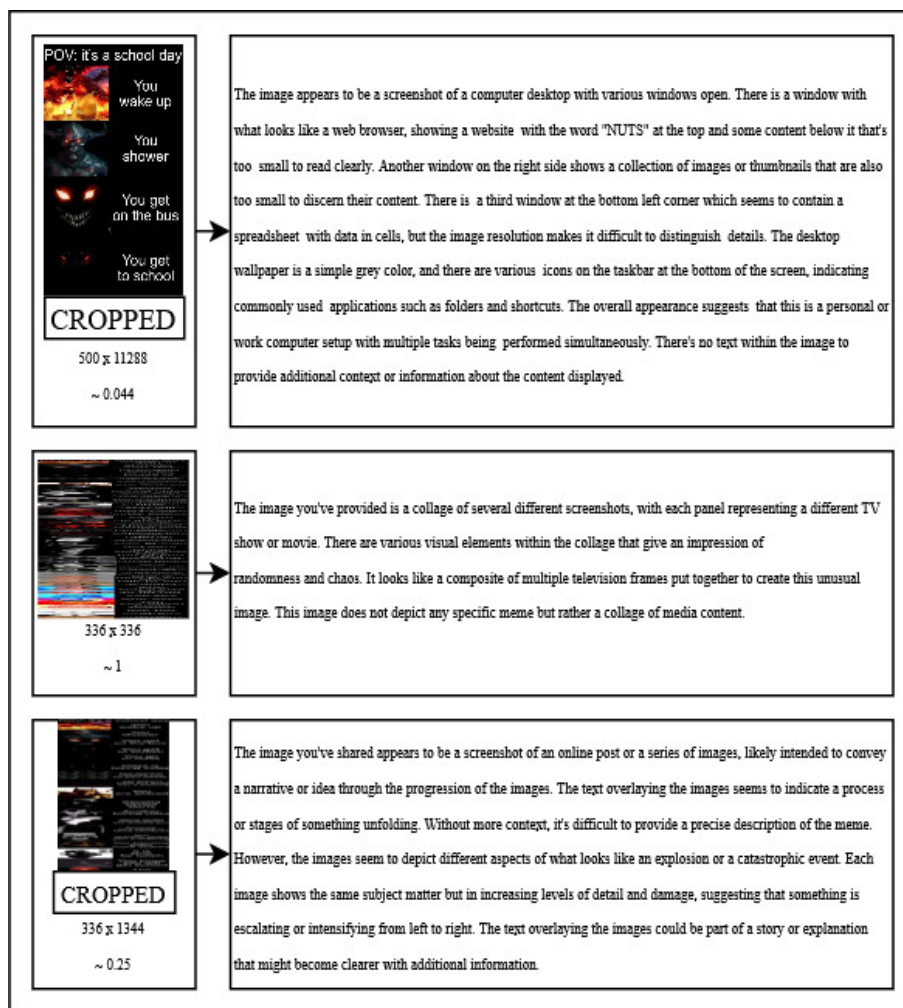 POV: it's a school day
You
wake up
You
shower
You get
on the bus
You get
to school
CROPPED
500 x 11288
~ 0.044
The image appears to be a screenshot of a computer desktop with various windows open. There is a window with
what looks like a web browser, showing a website with the word "NUTS" at the top and some content below it that's
too small to read clearly. Another window on the right side shows a collection of images or thumbnails that are also
too small to discern their content. There is a third window at the bottom left corner which seems to contain a
spreadsheet with data in cells, but the image resolution makes it difficult to distinguish details. The desktop
wallpaper is a simple grey color, and there are various icons on the taskbar at the bottom of the screen, indicating
commonly used applications such as folders and shortcuts. The overall appearance suggests that this is a personal or
work computer setup with multiple tasks being performed simultaneously. There's no text within the image to
provide additional context or information about the content displayed.
336 x 336
~ 1
The image you've provided is a collage of several different screenshots, with each panel representing a different TV
show or movie. There are various visual elements within the collage that give an impression of
randomness and chaos. It looks like a composite of multiple television frames put together to create this unusual
image. This image does not depict any specific meme but rather a collage of media content.
CROPPED
336 x 1344
~ 0.25
The image you've shared appears to be a screenshot of an online post or a series of images, likely intended to convey
a narrative or idea through the progression of the images. The text overlaying the images seems to indicate a process
or stages of something unfolding. Without more context, it's difficult to provide a precise description of the meme.
However, the images seem to depict different aspects of what looks like an explosion or a catastrophic event. Each
image shows the same subject matter but in increasing levels of detail and damage, suggesting that something is
escalating or intensifying from left to right. The text overlaying the images could be part of a story or explanation
that might become clearer with additional information.